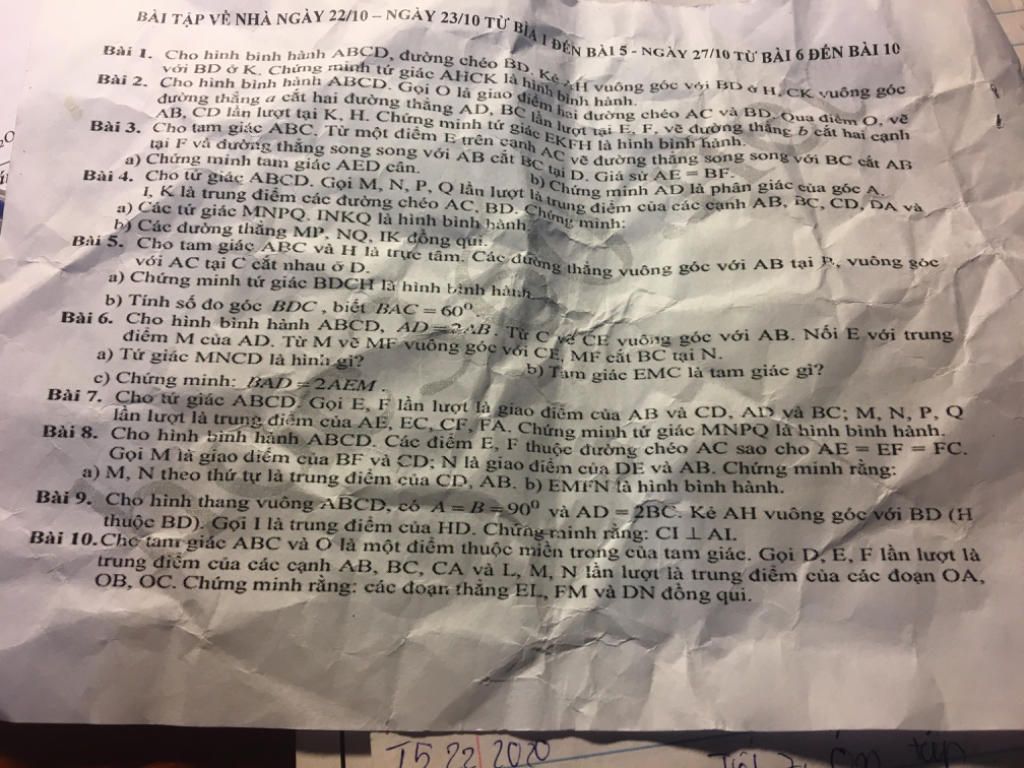 BÀI TẬP VỀ NHÀ NGÀY 22/10 – NGÀY 23/10 TỪ BÌA 1 ĐẾN BÀI 5 - NGÀY 27/10 TỪ BÀI 6 ĐẾN BÀI 10
Bài 1. Cho hình bình hành ABCD, đường chéo BD. Kẻ AH vuông góc với BD ở H, CK vuông góc
với BD ở K. Chứng minh tứ giác AHCK là hình bình hành.
Bài 2. Cho hình bình hành ABCD. Gọi O là giao điểm hai đường chéo AC và BD. Qua điểm O, vẽ
đường thẳng a cắt hai đường thẳng AD, BC lần lượt tại E, F, vẽ đường thẳng b cắt hai cạnh
AB, CD lần lượt tại K, H. Chứng minh tứ giác EKFH là hình bình hành.
Bài 3. Cho tam giác ABC. Từ một điểm E trên cạnh AC vẽ đường thẳng song song với BC cắt AB
tại F và đường thẳng song song với AB cắt BC tại D. Giả sử AE = BF.
a) Chứng minh tam giác AED cân. b) Chứng minh AD là phân giác của góc A.
Bài 4. Cho tứ giác ABCD. Gọi M, N, P, Q lần lượt là trung điểm của các cạnh AB, BC, CD, DA và
I, K là trung điểm các đường chéo AC, BD. Chứng minh:
a) Các tứ giác MNPQ. INKQ là hình bình hành.
b) Các đường thẳng MP, NQ, IK đồng qui.
Bài 5. Cho tam giác ABC và H là trực tâm. Các đường thẳng vuông góc với AB tại B, vuông góc
với AC tại C cắt nhau ở D.
a) Chứng minh tứ giác BDCH là hình bình hành
b) Tính số đo góc BDC , biết BAC = 60⁰.
Bài 6. Cho hình bình hành ABCD, AD = 2AB. Từ C vẽ CE vuông góc với AB. Nối E với trung
điểm M của AD. Từ M vẽ MF vuông góc với CE, MF cắt BC tại N.
a) Tứ giác MNCD là hình gì? b) Tam giác EMC là tam giác gì?
c) Chứng minh: BAD = 2AEM .
Bài 7. Cho tứ giác ABCD. Gọi E, F lần lượt là giao điểm của AB và CD, AD và BC; M, N, P, Q
lần lượt là trung điểm của AE, EC, CF, FA. Chứng minh tứ giác MNPQ là hình bình hành.
Bài 8. Cho hình bình hành ABCD. Các điểm E, F thuộc đường chéo AC sao cho AE = EF = FC.
Gọi M là giao điểm của BF và CD; N là giao điểm của DE và AB. Chứng minh rằng:
a) M, N theo thứ tự là trung điểm của CD, AB. b) EMFN là hình bình hành.
Bài 9. Cho hình thang vuông ABCD, có A = B = 90⁰ và AD = 2BC. Kẻ AH vuông góc với BD (H
thuộc BD). Gọi I là trung điểm của HD. Chứng minh rằng: CI ⊥ AI.
Bài 10. Cho tam giác ABC và O là một điểm thuộc miền trong của tam giác. Gọi D, E, F lần lượt là
trung điểm của các cạnh AB, BC, CA và L, M, N lần lượt là trung điểm của các đoạn OA,
OB, OC. Chứng minh rằng: các đoạn thẳng EL, FM và DN đồng qui.
T5 22 2020